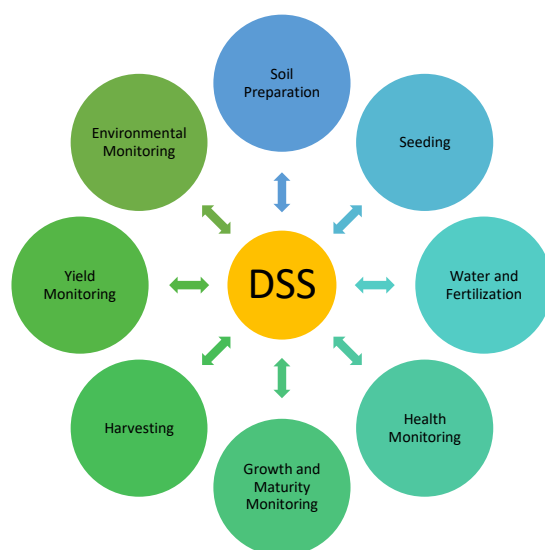 Soil
Preparation
Seeding
Water and
Fertilization
Health
Monitoring
Growth and
Maturity
Monitoring
Harvesting
Yield
Monitoring
Environmental
Monitoring
DSS